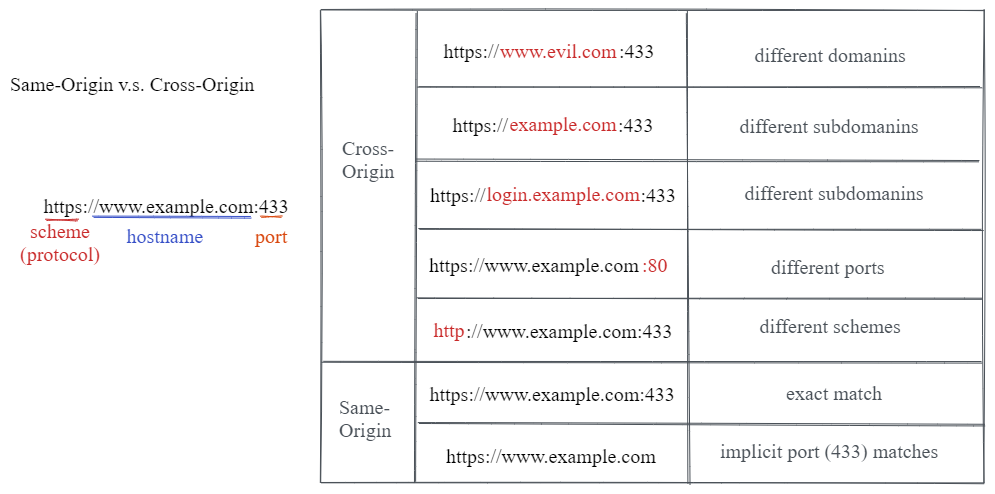 Same-Origin v.s. Cross-Origin
https://www.example.com:433
scheme
(protocol)
hostname
port
Cross-
Origin
https://www.evil.com:433
different domanins
https://example.com:433
different subdomanins
https://login.example.com:433
different subdomanins
https://www.example.com:80
different ports
http://www.example.com:433
different schemes
Same-
Origin
https://www.example.com:433
exact match
https://www.example.com
implicit port (433) matches